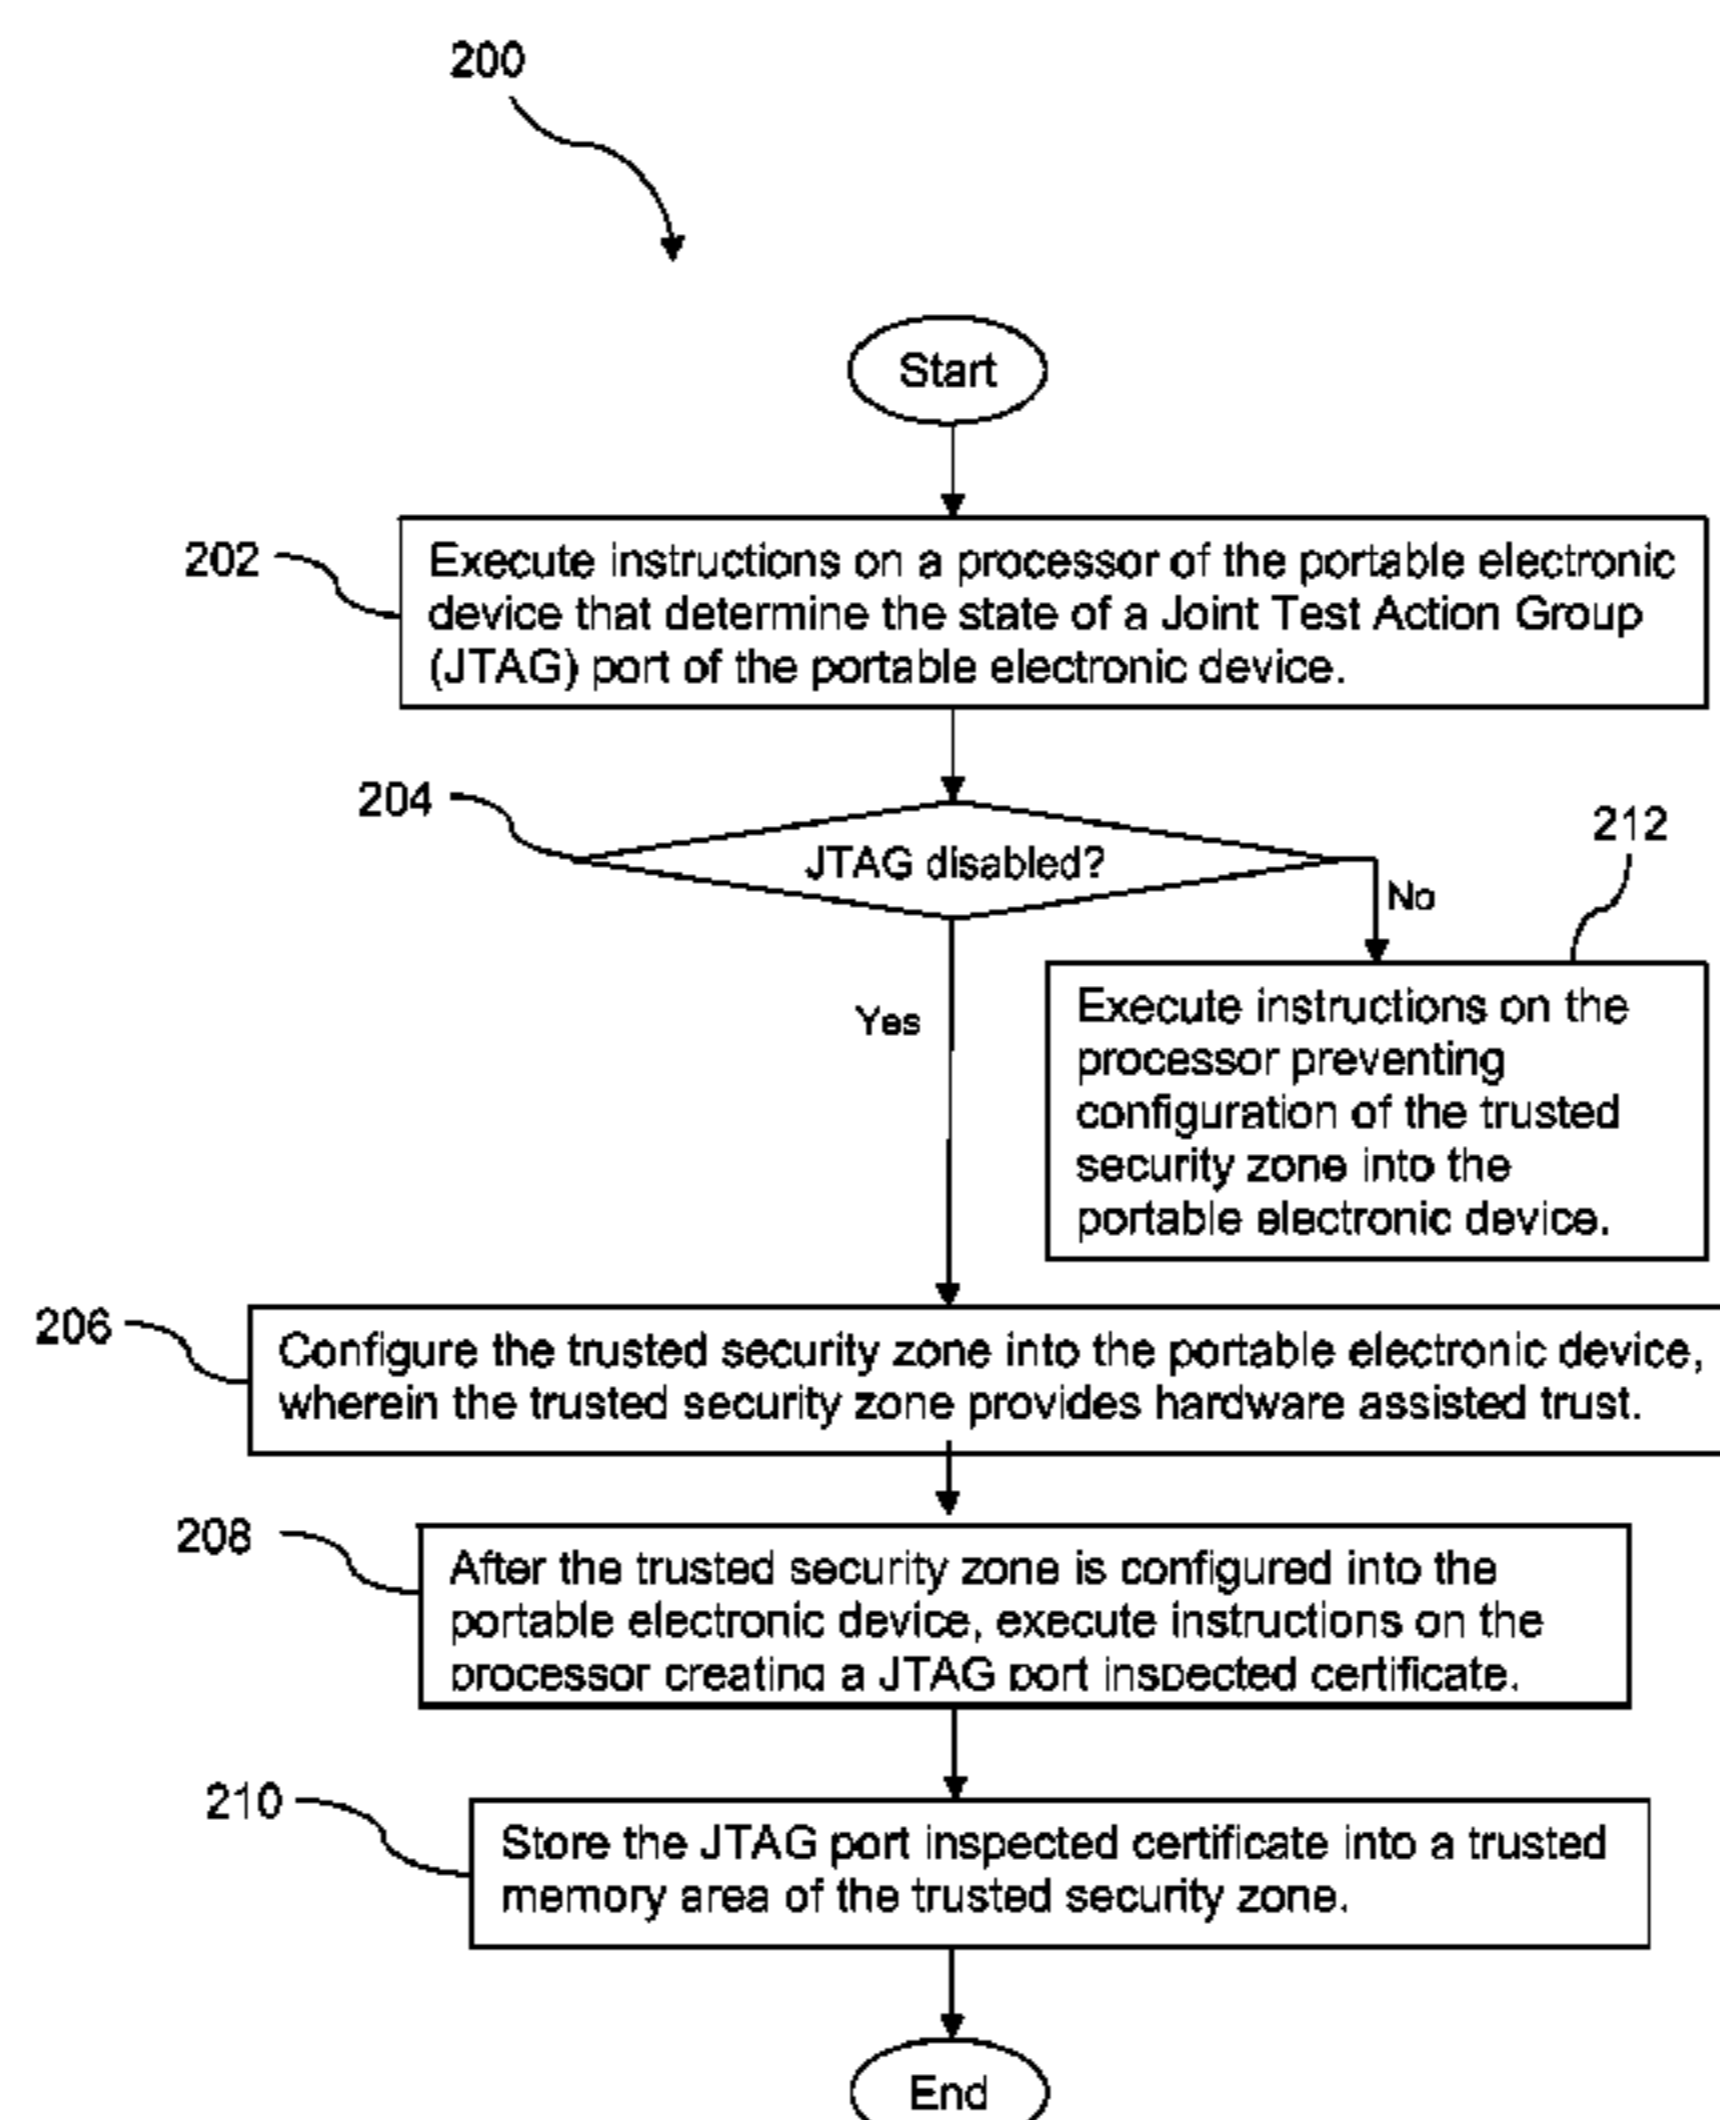 200
Start
202
Execute instructions on a processor of the portable electronic
device that determine the state of a Joint Test Action Group
(JTAG) port of the portable electronic device.
204
JTAG disabled?
212
No
Yes
Execute instructions on the
processor preventing
configuration of the trusted
security zone into the
portable electronic device.
206
Configure the trusted security zone into the portable electronic device,
wherein the trusted security zone provides hardware assisted trust.
208
After the trusted security zone is configured into the
portable electronic device, execute instructions on the
processor creating a JTAG port inspected certificate.
210
Store the JTAG port inspected certificate into a trusted
memory area of the trusted security zone.
End